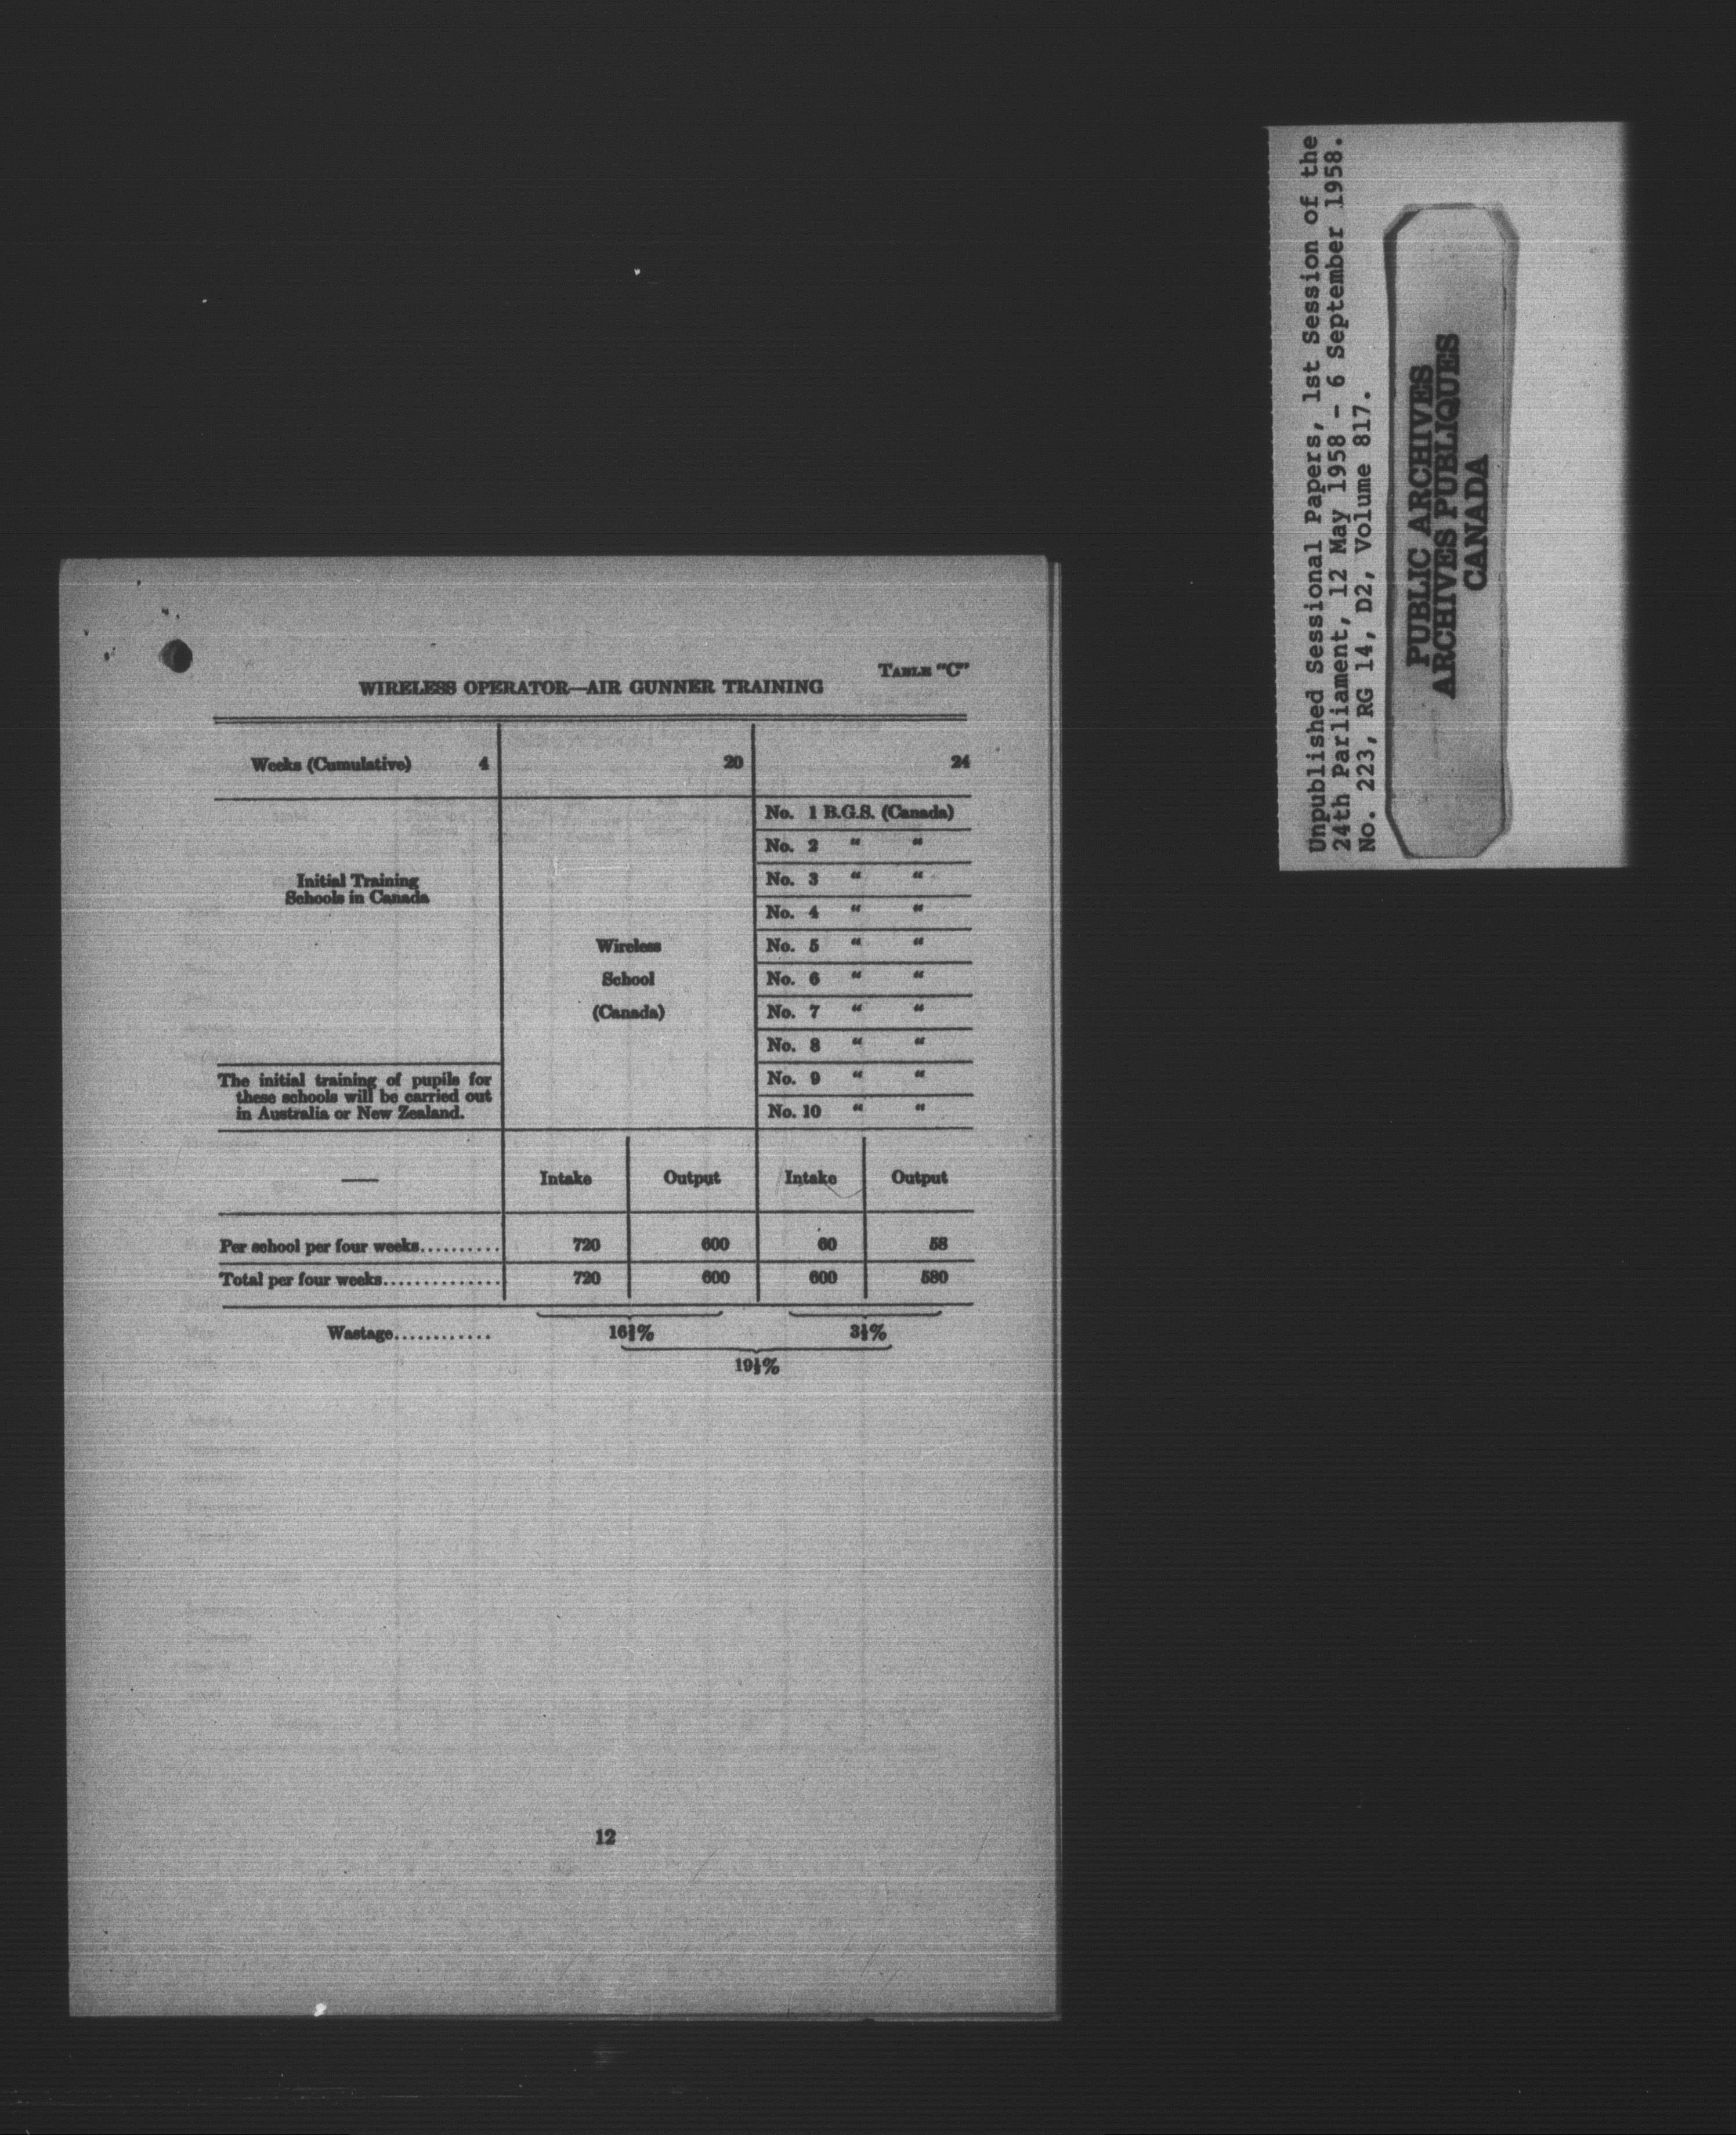 TABLE "C"
WIRELESS OPERATOR—AIR GUNNER TRAINING
Weeks (Cumulative) 4 20 24
Initial Training
Schools in Canada
The initial training of pupils for
these schools will be carried out
in Australia or New Zealand.
Wireless
School
(Canada)
No. 1 B.G.S. (Canada)
No. 2 " "
No. 3 " "
No. 4 " "
No. 5 " "
No. 6 " "
No. 7 " "
No. 8 " "
No. 9 " "
No. 10 " "
— Intake Output Intake Output
Per school per four weeks.......... 720 600 60 58
Total per four weeks.............. 720 600 600 580
Wastage............ 16⅔% 3⅓%
19½%
12
Unpublished Sessional Papers, 1st Session of the
24th Parliament, 12 May 1958 - 6 September 1958.
No. 223, RG 14, D2, Volume 817.
PUBLIC ARCHIVES
ARCHIVES PUBLIQUES
CANADA